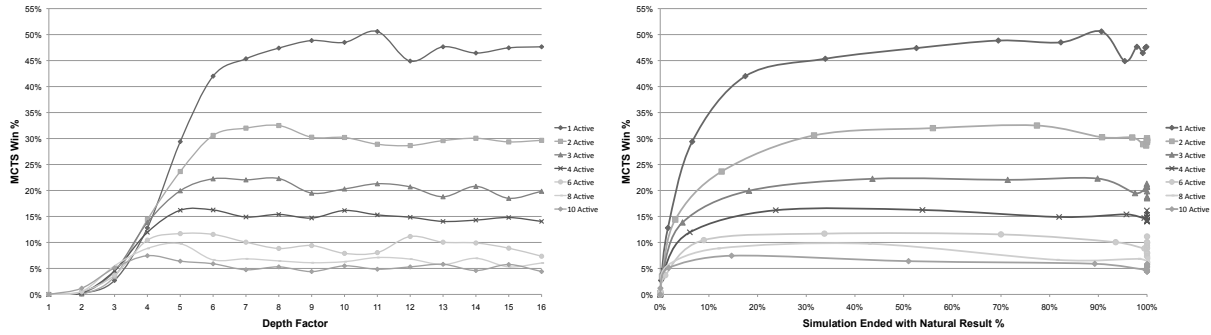 MCTS Win %
55%
50%
45%
40%
35%
30%
25%
20%
15%
10%
5%
0%
1 2 3 4 5 6 7 8 9 10 11 12 13 14 15 16
Depth Factor
1 Active
2 Active
3 Active
4 Active
6 Active
8 Active
10 Active
MCTS Win %
55%
50%
45%
40%
35%
30%
25%
20%
15%
10%
5%
0%
0% 10% 20% 30% 40% 50% 60% 70% 80% 90% 100%
Simulation Ended with Natural Result %
1 Active
2 Active
3 Active
4 Active
6 Active
8 Active
10 Active